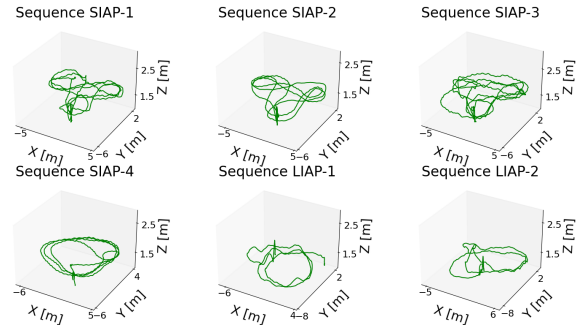 Sequence SIAP-1
Sequence SIAP-2
Sequence SIAP-3
2.5
1.5
Z [m]
2
Y [m]
−5
X [m]
5
−6
2.5
1.5
Z [m]
2
Y [m]
−5
X [m]
5
−6
2.5
1.5
Z [m]
2
Y [m]
−5
X [m]
5
−6
Sequence SIAP-4
Sequence LIAP-1
Sequence LIAP-2
2.5
1.5
Z [m]
4
Y [m]
−6
X [m]
5
−6
2.5
1.5
Z [m]
2
Y [m]
−6
X [m]
4
−8
2.5
1.5
Z [m]
2
Y [m]
−5
X [m]
6
−8